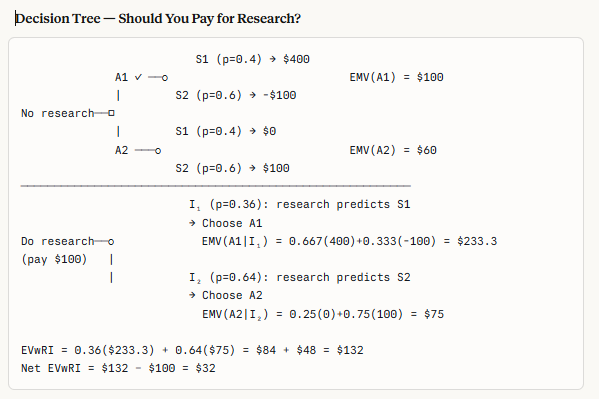 Decision Tree — Should You Pay for Research?
S1 (p=0.4) → $400
A1 ✓ ──○ EMV(A1) = $100
| S2 (p=0.6) → -$100
No research──□
| S1 (p=0.4) → $0
A2 ───○ EMV(A2) = $60
S2 (p=0.6) → $100
I₁ (p=0.36): research predicts S1
→ Choose A1
Do research──○ EMV(A1|I₁) = 0.667(400)+0.333(-100) = $233.3
(pay $100) |
| I₂ (p=0.64): research predicts S2
→ Choose A2
EMV(A2|I₂) = 0.25(0)+0.75(100) = $75
EVwRI = 0.36($233.3) + 0.64($75) = $84 + $48 = $132
Net EVwRI = $132 − $100 = $32